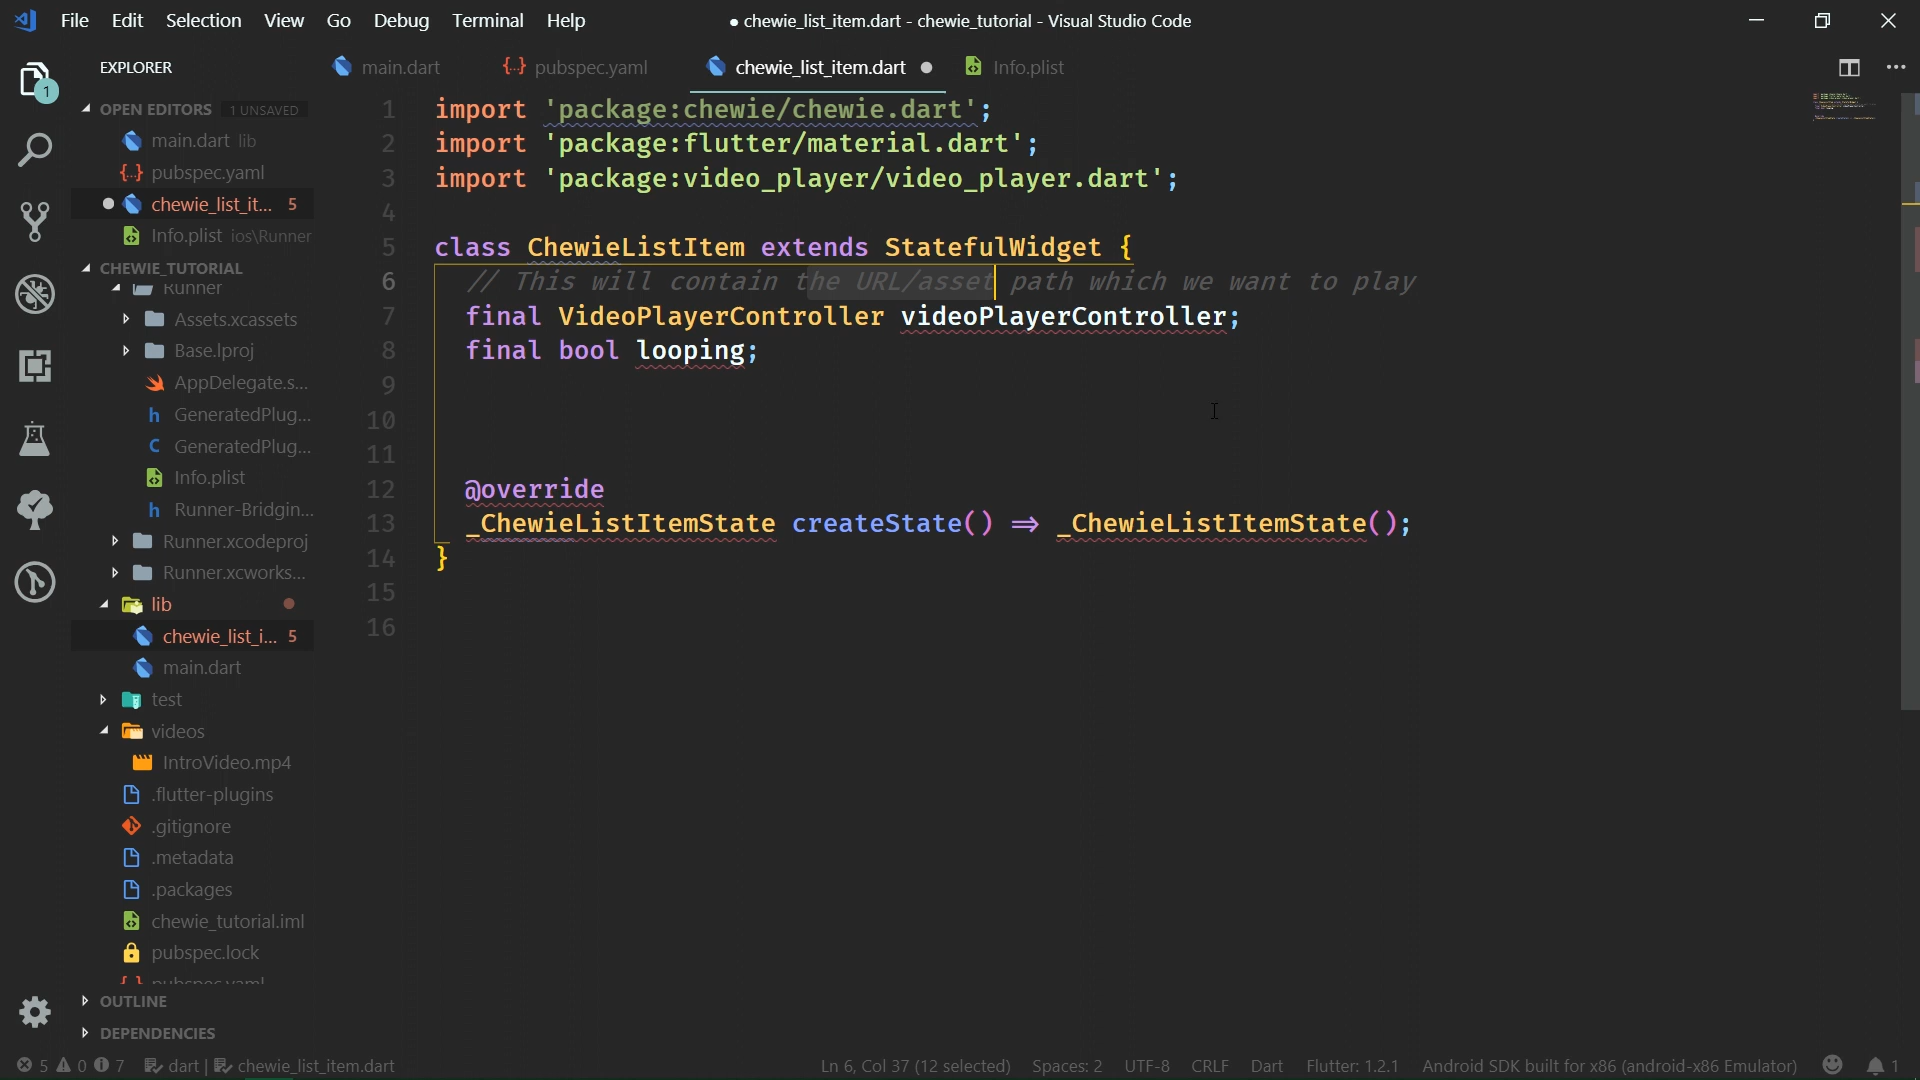 File Edit Selection View Go Debug Terminal Help
● chewie_list_item.dart - chewie_tutorial - Visual Studio Code
1
EXPLORER
OPEN EDITORS 1 UNSAVED
main.dart lib
pubspec.yaml
chewie_list_it... 5
Info.plist ios\Runner
CHEWIE_TUTORIAL
Runner
Assets.xcassets
Base.lproj
AppDelegate.s...
h GeneratedPlug...
C GeneratedPlug...
Info.plist
h Runner-Bridgin...
Runner.xcodeproj
Runner.xcworks...
lib
chewie_list_i... 5
main.dart
test
videos
IntroVideo.mp4
.flutter-plugins
.gitignore
.metadata
.packages
chewie_tutorial.iml
pubspec.lock
pubspec.yaml
OUTLINE
DEPENDENCIES
main.dart
{..} pubspec.yaml
chewie_list_item.dart
Info.plist
1 import 'package:chewie/chewie.dart';
2 import 'package:flutter/material.dart';
3 import 'package:video_player/video_player.dart';
4
5 class ChewieListItem extends StatefulWidget {
6 // This will contain the URL/asset path which we want to play
7 final VideoPlayerController videoPlayerController;
8 final bool looping;
9
10
11
12 @override
13 _ChewieListItemState createState() => _ChewieListItemState();
14 }
15
16
5 0 7 dart | chewie_list_item.dart
Ln 6, Col 37 (12 selected) Spaces: 2 UTF-8 CRLF Dart Flutter: 1.2.1 Android SDK built for x86 (android-x86 Emulator) 1